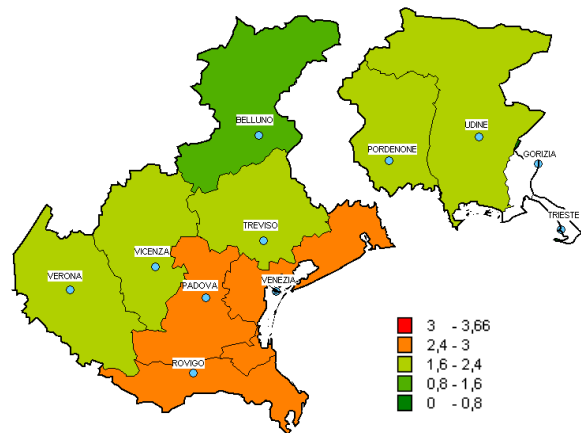 BELLUNO
UDINE
PORDENONE
GORIZIA
TRIESTE
TREVISO
VICENZA
VERONA
PADOVA
VENEZIA
ROVIGO
3 - 3,66
2,4 - 3
1,6 - 2,4
0,8 - 1,6
0 - 0,8